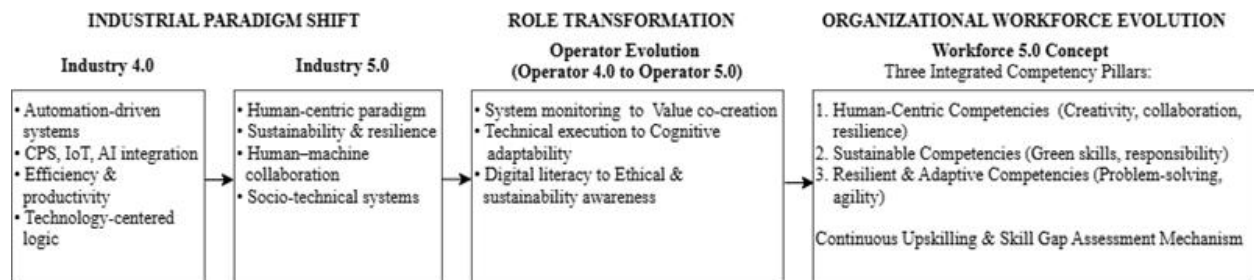 INDUSTRIAL PARADIGM SHIFT
Industry 4.0
• Automation-driven
systems
• CPS, IoT, AI integration
• Efficiency &
productivity
• Technology-centered
logic
Industry 5.0
• Human-centric paradigm
• Sustainability & resilience
• Human–machine
collaboration
• Socio-technical systems
ROLE TRANSFORMATION
Operator Evolution
(Operator 4.0 to Operator 5.0)
• System monitoring to Value co-creation
• Technical execution to Cognitive
adaptability
• Digital literacy to Ethical &
sustainability awareness
ORGANIZATIONAL WORKFORCE EVOLUTION
Workforce 5.0 Concept
Three Integrated Competency Pillars:
1. Human-Centric Competencies (Creativity, collaboration,
resilience)
2. Sustainable Competencies (Green skills, responsibility)
3. Resilient & Adaptive Competencies (Problem-solving,
agility)
Continuous Upskilling & Skill Gap Assessment Mechanism